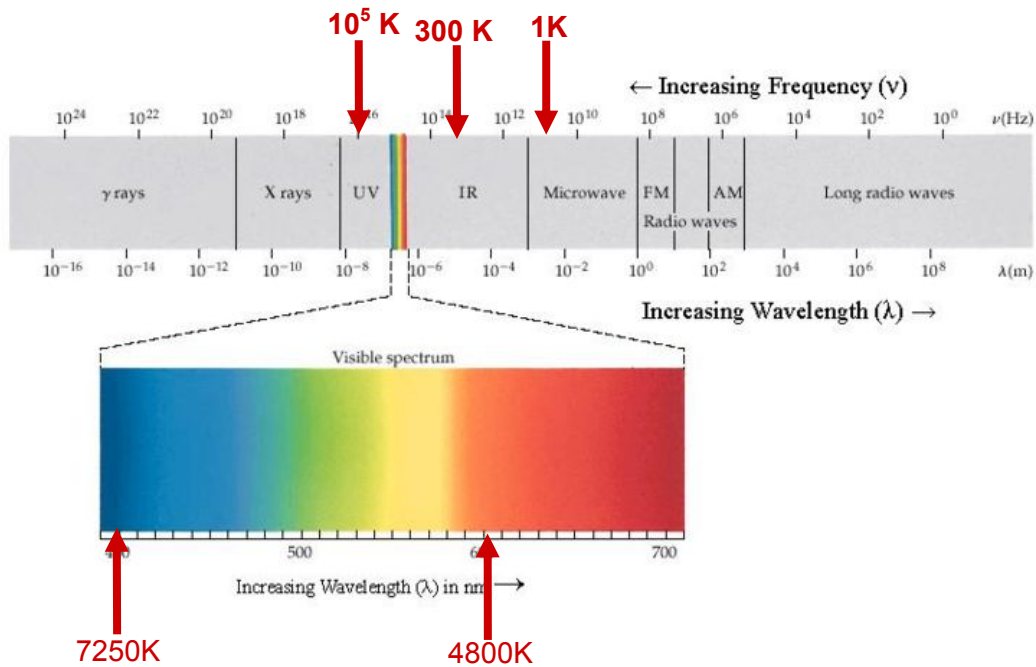 10⁵ K 300 K 1K
← Increasing Frequency (ν)
10²⁴ 10²² 10²⁰ 10¹⁸ 10¹⁶ 10¹⁴ 10¹² 10¹⁰ 10⁸ 10⁶ 10⁴ 10² 10⁰ ν(Hz)
γ rays X rays UV IR Microwave FM AM Long radio waves
Radio waves
10⁻¹⁶ 10⁻¹⁴ 10⁻¹² 10⁻¹⁰ 10⁻⁸ 10⁻⁶ 10⁻⁴ 10⁻² 10⁰ 10² 10⁴ 10⁶ 10⁸ λ(m)
Increasing Wavelength (λ) →
Visible spectrum
500 700
Increasing Wavelength (λ) in nm →
7250K 4800K